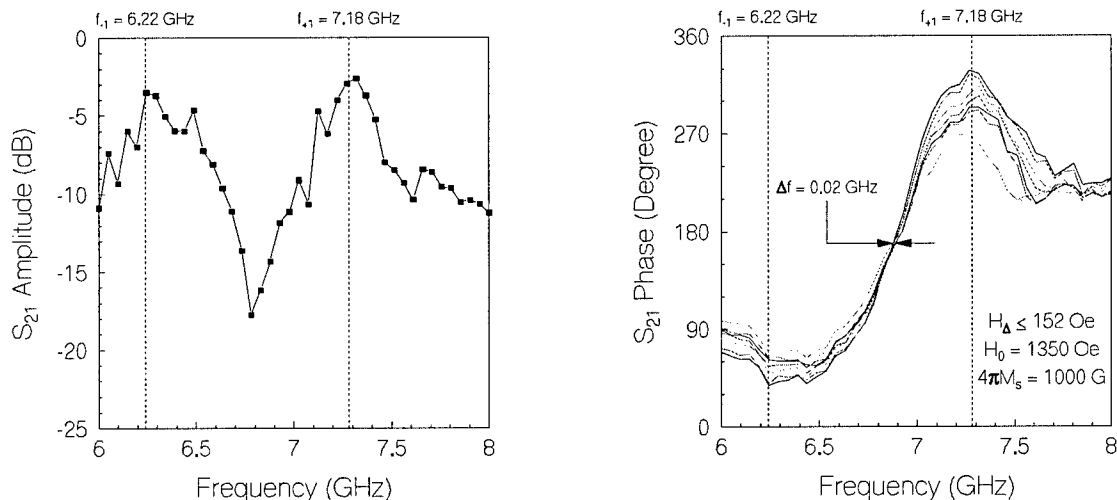 f₋₁ = 6.22 GHz
f₊₁ = 7.18 GHz
0
-5
-10
-15
-20
-25
S₂₁ Amplitude (dB)
6
6.5
7
7.5
8
Frequency (GHz)
f₋₁ = 6.22 GHz
f₊₁ = 7.18 GHz
360
270
180
90
0
S₂₁ Phase (Degree)
Δf = 0.02 GHz
H_Δ ≤ 152 Oe
H₀ = 1350 Oe
4πMₛ = 1000 G
6
6.5
7
7.5
8
Frequency (GHz)